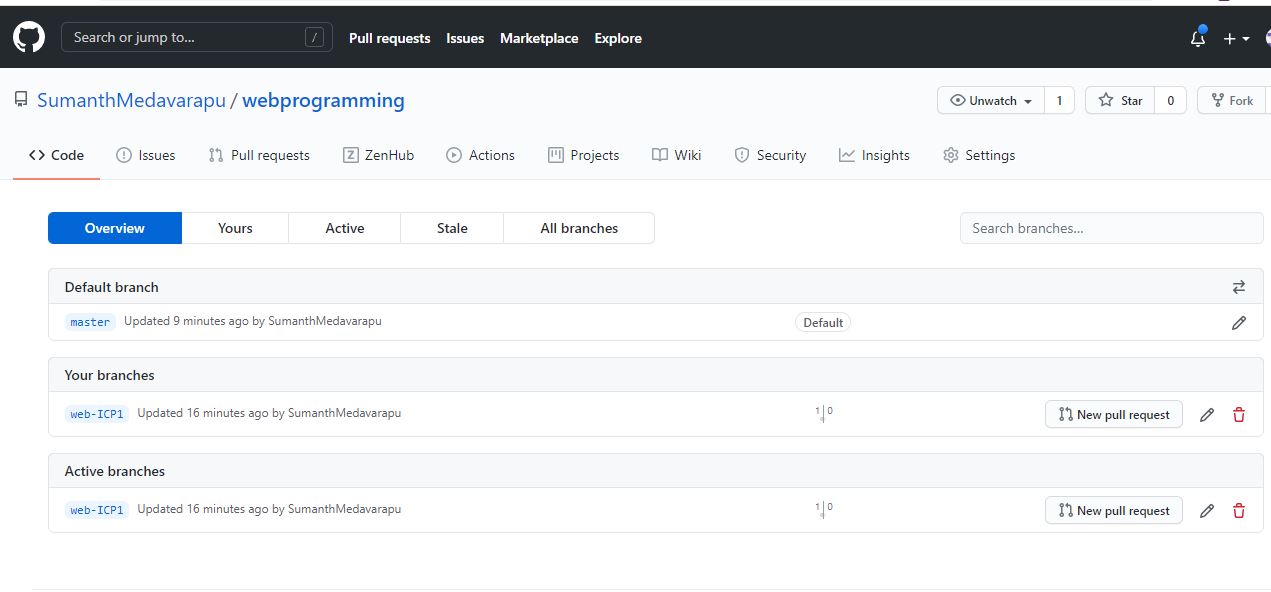 Search or jump to... / Pull requests Issues Marketplace Explore
SumanthMedavarapu / webprogramming Unwatch 1 Star 0 Fork
Code Issues Pull requests ZenHub Actions Projects Wiki Security Insights Settings
Overview Yours Active Stale All branches Search branches...
Default branch
master Updated 9 minutes ago by SumanthMedavarapu Default
Your branches
web-ICP1 Updated 16 minutes ago by SumanthMedavarapu 1 0 New pull request
Active branches
web-ICP1 Updated 16 minutes ago by SumanthMedavarapu 1 0 New pull request